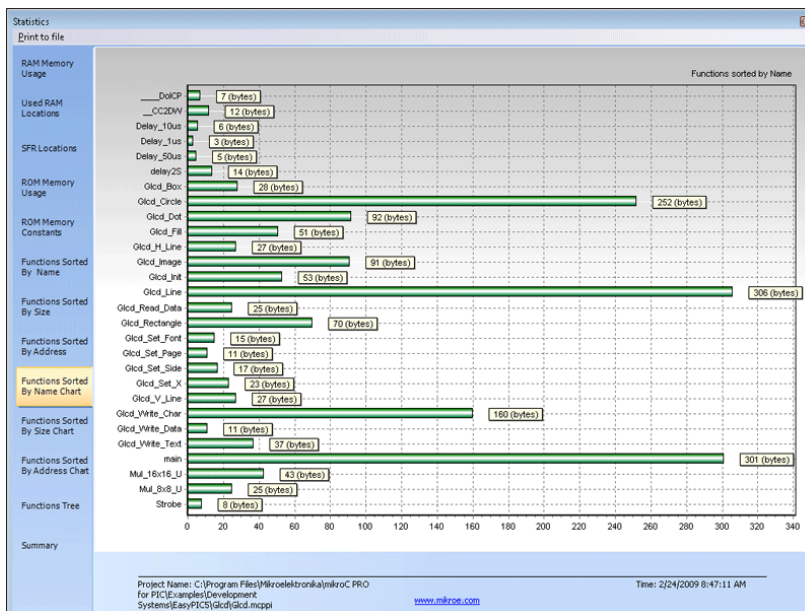 Statistics
Print to file
RAM Memory
Usage
Used RAM
Locations
SFR Locations
ROM Memory
Usage
ROM Memory
Constants
Functions Sorted
By Name
Functions Sorted
By Size
Functions Sorted
By Address
Functions Sorted
By Name Chart
Functions Sorted
By Size Chart
Functions Sorted
By Address Chart
Functions Tree
Summary
Functions sorted by Name
____DoICP 7 (bytes)
__CC2DW 12 (bytes)
Delay_10us 6 (bytes)
Delay_1us 3 (bytes)
Delay_50us 5 (bytes)
delay2S 14 (bytes)
Glcd_Box 28 (bytes)
Glcd_Circle 252 (bytes)
Glcd_Dot 92 (bytes)
Glcd_Fill 51 (bytes)
Glcd_H_Line 27 (bytes)
Glcd_Image 91 (bytes)
Glcd_Init 53 (bytes)
Glcd_Line 306 (bytes)
Glcd_Read_Data 25 (bytes)
Glcd_Rectangle 70 (bytes)
Glcd_Set_Font 15 (bytes)
Glcd_Set_Page 11 (bytes)
Glcd_Set_Side 17 (bytes)
Glcd_Set_X 23 (bytes)
Glcd_V_Line 27 (bytes)
Glcd_Write_Char 160 (bytes)
Glcd_Write_Data 11 (bytes)
Glcd_Write_Text 37 (bytes)
main 301 (bytes)
Mul_16x16_U 43 (bytes)
Mul_8x8_U 25 (bytes)
Strobe 8 (bytes)
0 20 40 60 80 100 120 140 160 180 200 220 240 260 280 300 320 340
Project Name: C:\Program Files\Mikroelektronika\mikroC PRO
for PIC\Examples\Development
Systems\EasyPIC5\Glcd\Glcd.mcppi
www.mikroe.com
Time: 2/24/2009 8:47:11 AM